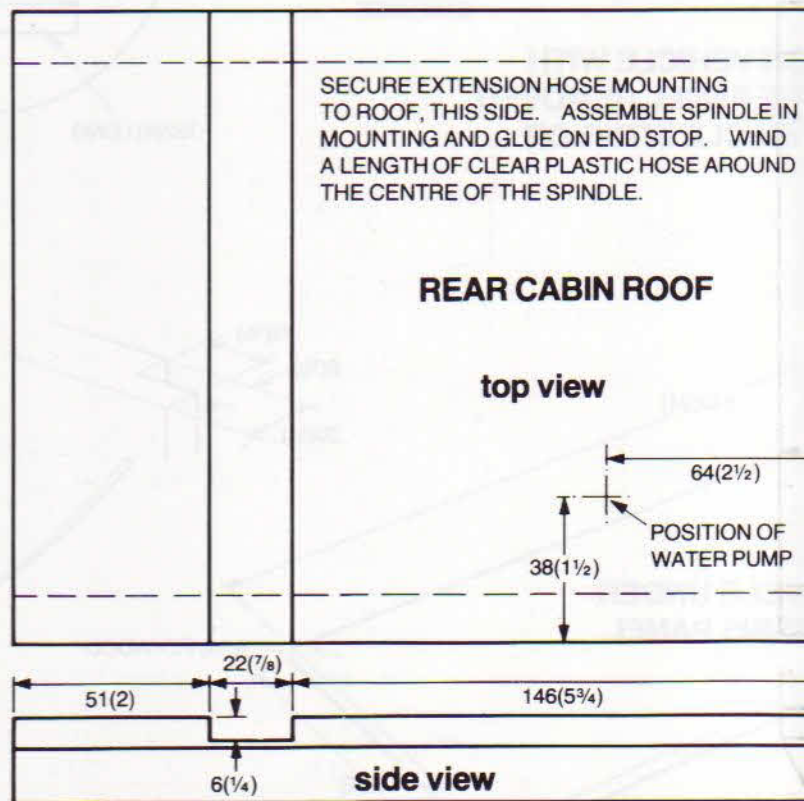 SECURE EXTENSION HOSE MOUNTING
TO ROOF, THIS SIDE. ASSEMBLE SPINDLE IN
MOUNTING AND GLUE ON END STOP. WIND
A LENGTH OF CLEAR PLASTIC HOSE AROUND
THE CENTRE OF THE SPINDLE.
REAR CABIN ROOF
top view
64(2½)
POSITION OF
WATER PUMP
38(1½)
22(⅞)
51(2)
146(5¾)
6(¼)
side view